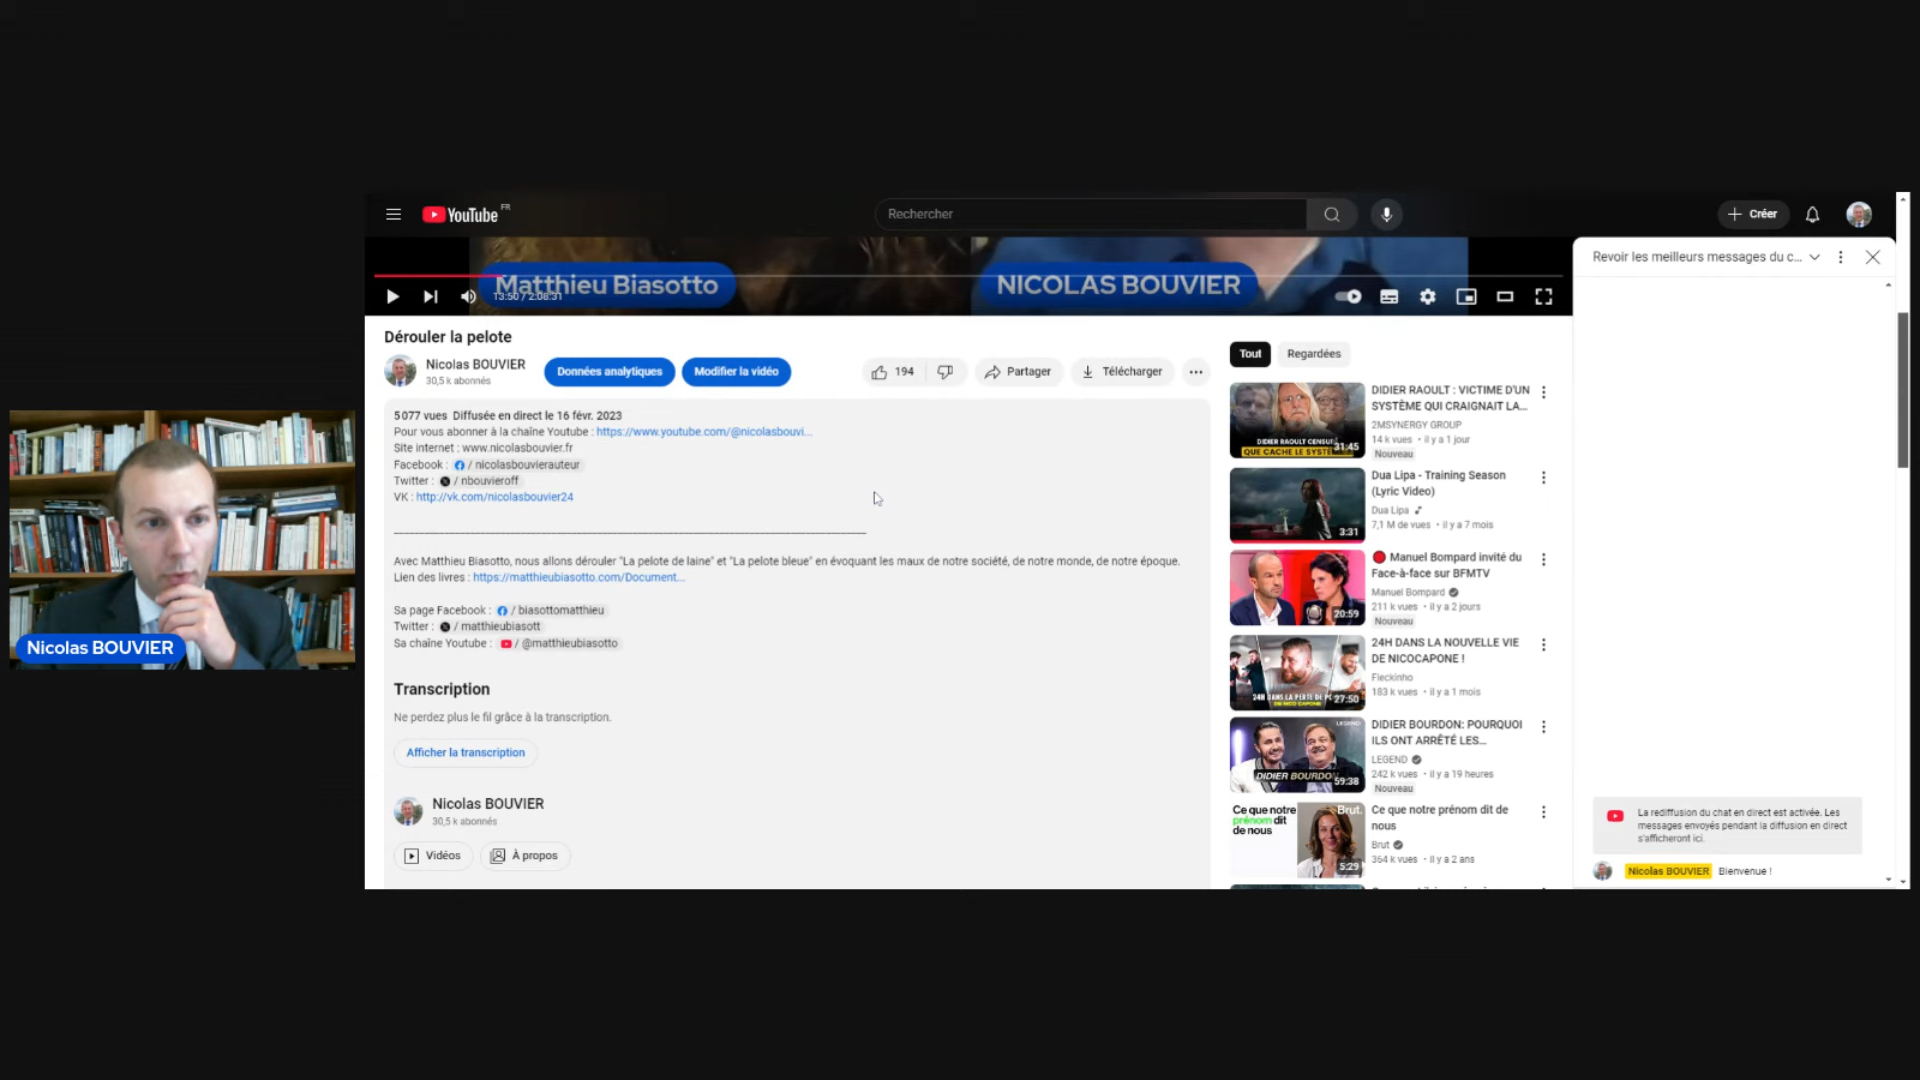 YouTube FR
Rechercher
Créer
Matthieu Biasotto
NICOLAS BOUVIER
13:50 / 2:08:31
Revoir les meilleurs messages du c...
Dérouler la pelote
Nicolas BOUVIER
30,5 k abonnés
Données analytiques
Modifier la vidéo
194
Partager
Télécharger
5 077 vues Diffusée en direct le 16 févr. 2023
Pour vous abonner à la chaîne Youtube : https://www.youtube.com/@nicolasbouvi...
Site internet : www.nicolasbouvier.fr
Facebook : / nicolasbouvierauteur
Twitter : / nbouvieroff
VK : http://vk.com/nicolasbouvier24
Avec Matthieu Biasotto, nous allons dérouler "La pelote de laine" et "La pelote bleue" en évoquant les maux de notre société, de notre monde, de notre époque.
Lien des livres : https://matthieubiasotto.com/Document...
Sa page Facebook : / biasottomatthieu
Twitter : / matthieubiasott
Sa chaîne Youtube : / @matthieubiasotto
Transcription
Ne perdez plus le fil grâce à la transcription.
Afficher la transcription
Nicolas BOUVIER
30,5 k abonnés
Vidéos
À propos
Nicolas BOUVIER
Tout
Regardées
DIDIER RAOULT CENSURÉ
QUE CACHE LE SYSTÈME
31:45
DIDIER RAOULT : VICTIME D'UN
SYSTÈME QUI CRAIGNAIT LA...
2MSYNERGY GROUP
14 k vues • il y a 1 jour
Nouveau
3:31
Dua Lipa - Training Season
(Lyric Video)
Dua Lipa
7,1 M de vues • il y a 7 mois
20:59
Manuel Bompard invité du
Face-à-face sur BFMTV
Manuel Bompard
211 k vues • il y a 2 jours
Nouveau
27:50
24H DANS LA NOUVELLE VIE
DE NICOCAPONE !
Fleckinho
183 k vues • il y a 1 mois
LEGEND
DIDIER BOURDON
59:38
DIDIER BOURDON: POURQUOI
ILS ONT ARRÊTÉ LES...
LEGEND
242 k vues • il y a 19 heures
Nouveau
Ce que notre
prénom dit
de nous
Brut.
5:29
Ce que notre prénom dit de
nous
Brut
364 k vues • il y a 2 ans
La rediffusion du chat en direct est activée. Les
messages envoyés pendant la diffusion en direct
s'afficheront ici.
Nicolas BOUVIER Bienvenue !